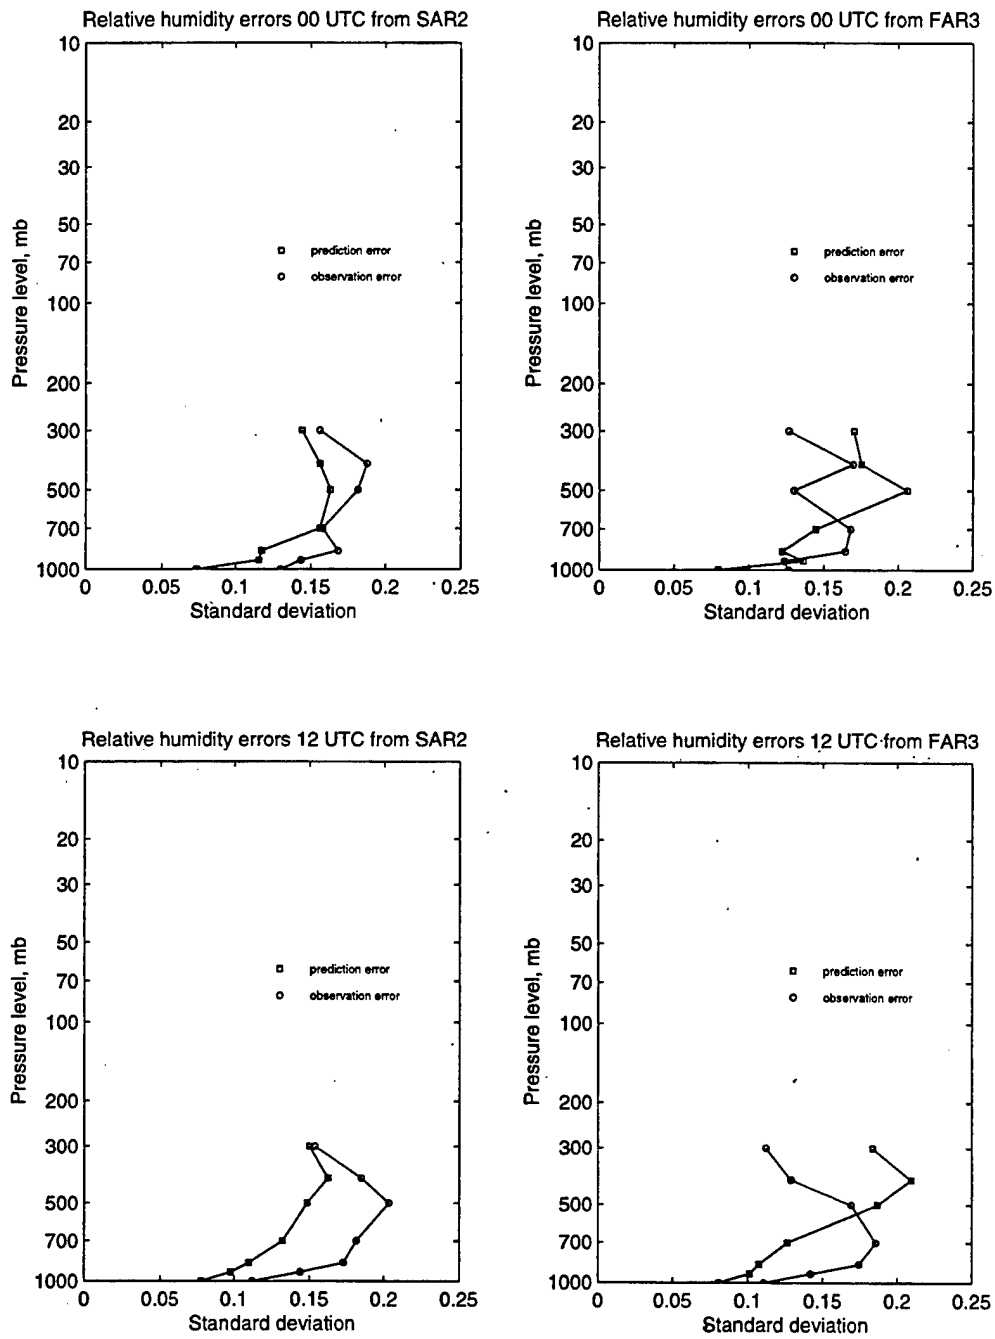 Relative humidity errors 00 UTC from SAR2
10
20
30
50
70
100
200
300
500
700
1000
Pressure level, mb
prediction error
observation error
0 0.05 0.1 0.15 0.2 0.25
Standard deviation
Relative humidity errors 00 UTC from FAR3
10
20
30
50
70
100
200
300
500
700
1000
Pressure level, mb
prediction error
observation error
0 0.05 0.1 0.15 0.2 0.25
Standard deviation
Relative humidity errors 12 UTC from SAR2
10
20
30
50
70
100
200
300
500
700
1000
Pressure level, mb
prediction error
observation error
0 0.05 0.1 0.15 0.2 0.25
Standard deviation
Relative humidity errors 12 UTC from FAR3
10
20
30
50
70
100
200
300
500
700
1000
Pressure level, mb
prediction error
observation error
0 0.05 0.1 0.15 0.2 0.25
Standard deviation